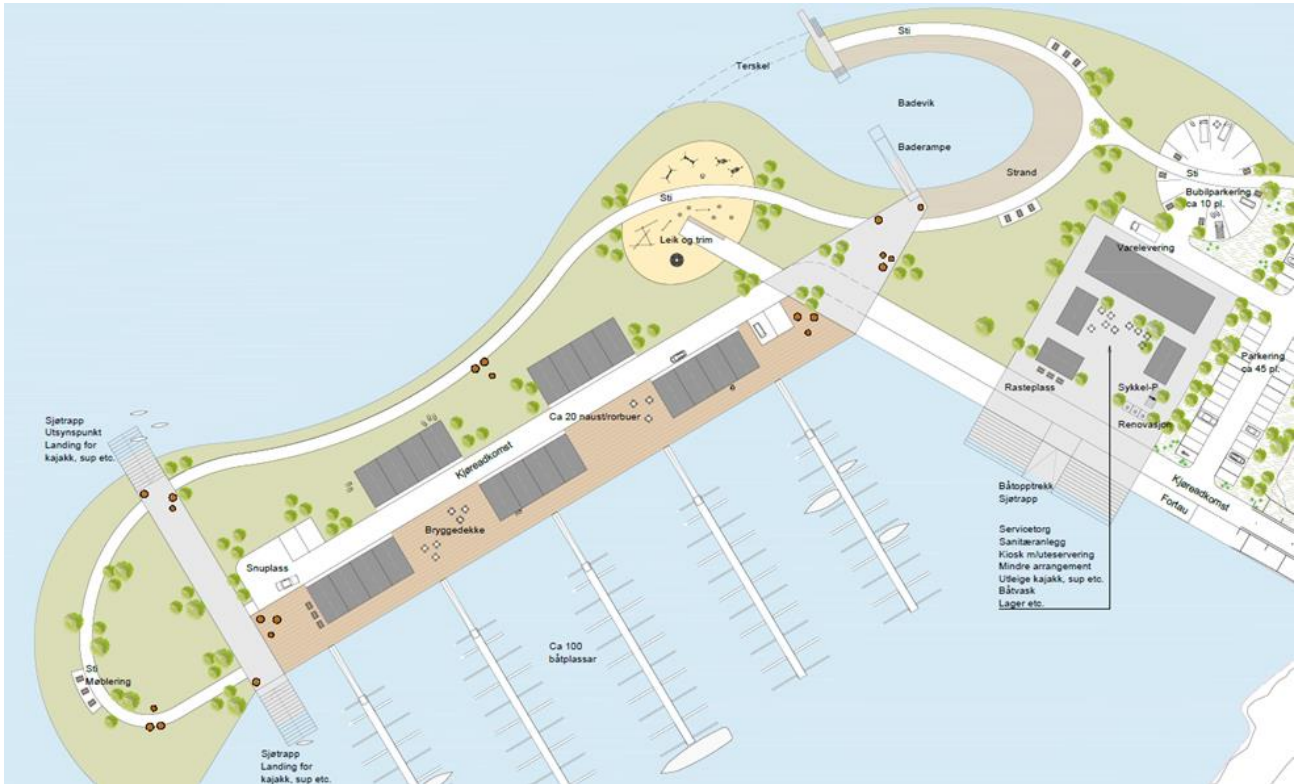 Sti
Terskel
Badevik
Baderampe
Strand
Sti
Bubilparkering
ca 10 pl.
Sti
Leik og trim
Varelevering
Parkering
ca 45 pl.
Rasteplass
Sykkel-P
Renovasjon
Ca 20 naust/rorbuer
Kjøreadkomst
Bryggedekke
Snuplass
Sjøtrapp
Utsynspunkt
Landing for
kajakk, sup etc.
Kjøreadkomst
Fortau
Båtopptrekk
Sjøtrapp
Servicetorg
Sanitæranlegg
Kiosk m/uteservering
Mindre arrangement
Utleige kajakk, sup etc.
Båtvask
Lager etc.
Ca 100
båtplassar
Sti
Møblering
Sjøtrapp
Landing for
kajakk, sup etc.